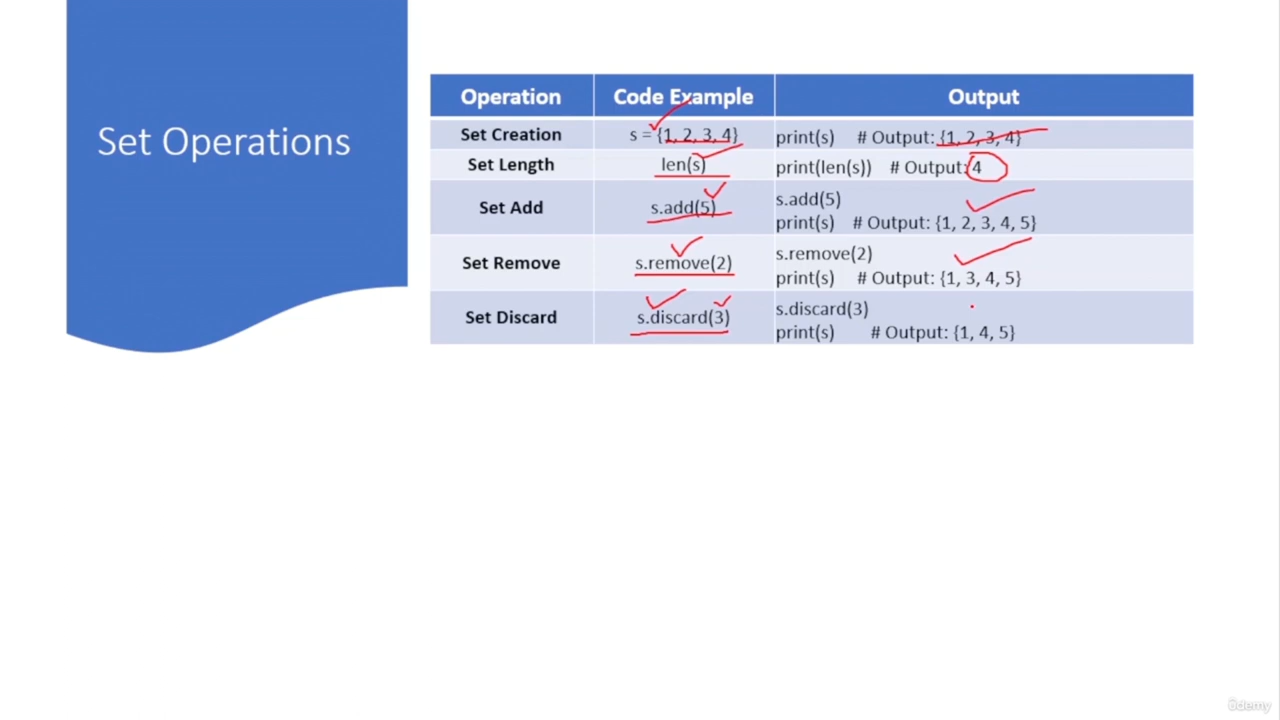 Set Operations
Operation Code Example Output
Set Creation s = {1, 2, 3, 4} print(s) # Output: {1, 2, 3, 4}
Set Length len(s) print(len(s)) # Output: 4
Set Add s.add(5) s.add(5)
print(s) # Output: {1, 2, 3, 4, 5}
Set Remove s.remove(2) s.remove(2)
print(s) # Output: {1, 3, 4, 5}
Set Discard s.discard(3) s.discard(3)
print(s) # Output: {1, 4, 5}
ûdemy